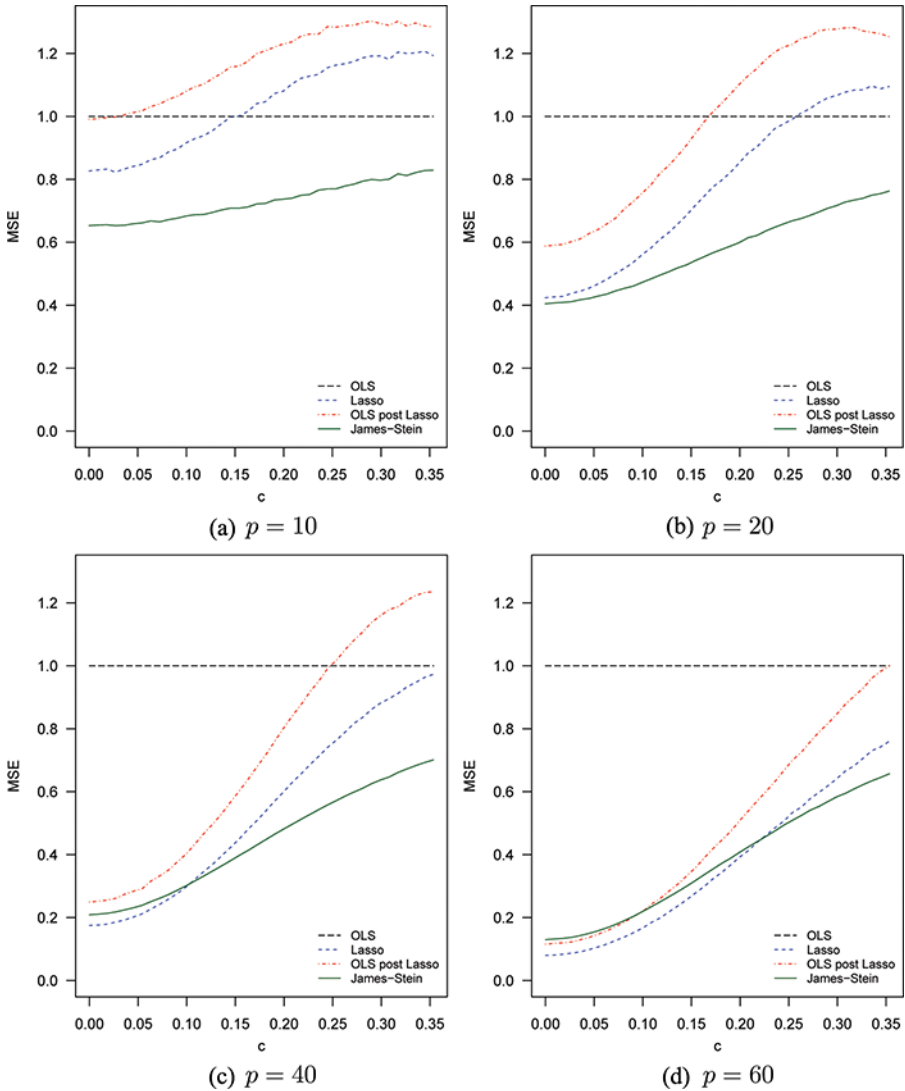 MSE
1.2
1.0
0.8
0.6
0.4
0.2
0.0
OLS
Lasso
OLS post Lasso
James−Stein
0.00 0.05 0.10 0.15 0.20 0.25 0.30 0.35
c
(a) p = 10
MSE
1.2
1.0
0.8
0.6
0.4
0.2
0.0
OLS
Lasso
OLS post Lasso
James−Stein
0.00 0.05 0.10 0.15 0.20 0.25 0.30 0.35
c
(b) p = 20
MSE
1.2
1.0
0.8
0.6
0.4
0.2
0.0
OLS
Lasso
OLS post Lasso
James−Stein
0.00 0.05 0.10 0.15 0.20 0.25 0.30 0.35
c
(c) p = 40
MSE
1.2
1.0
0.8
0.6
0.4
0.2
0.0
OLS
Lasso
OLS post Lasso
James−Stein
0.00 0.05 0.10 0.15 0.20 0.25 0.30 0.35
c
(d) p = 60